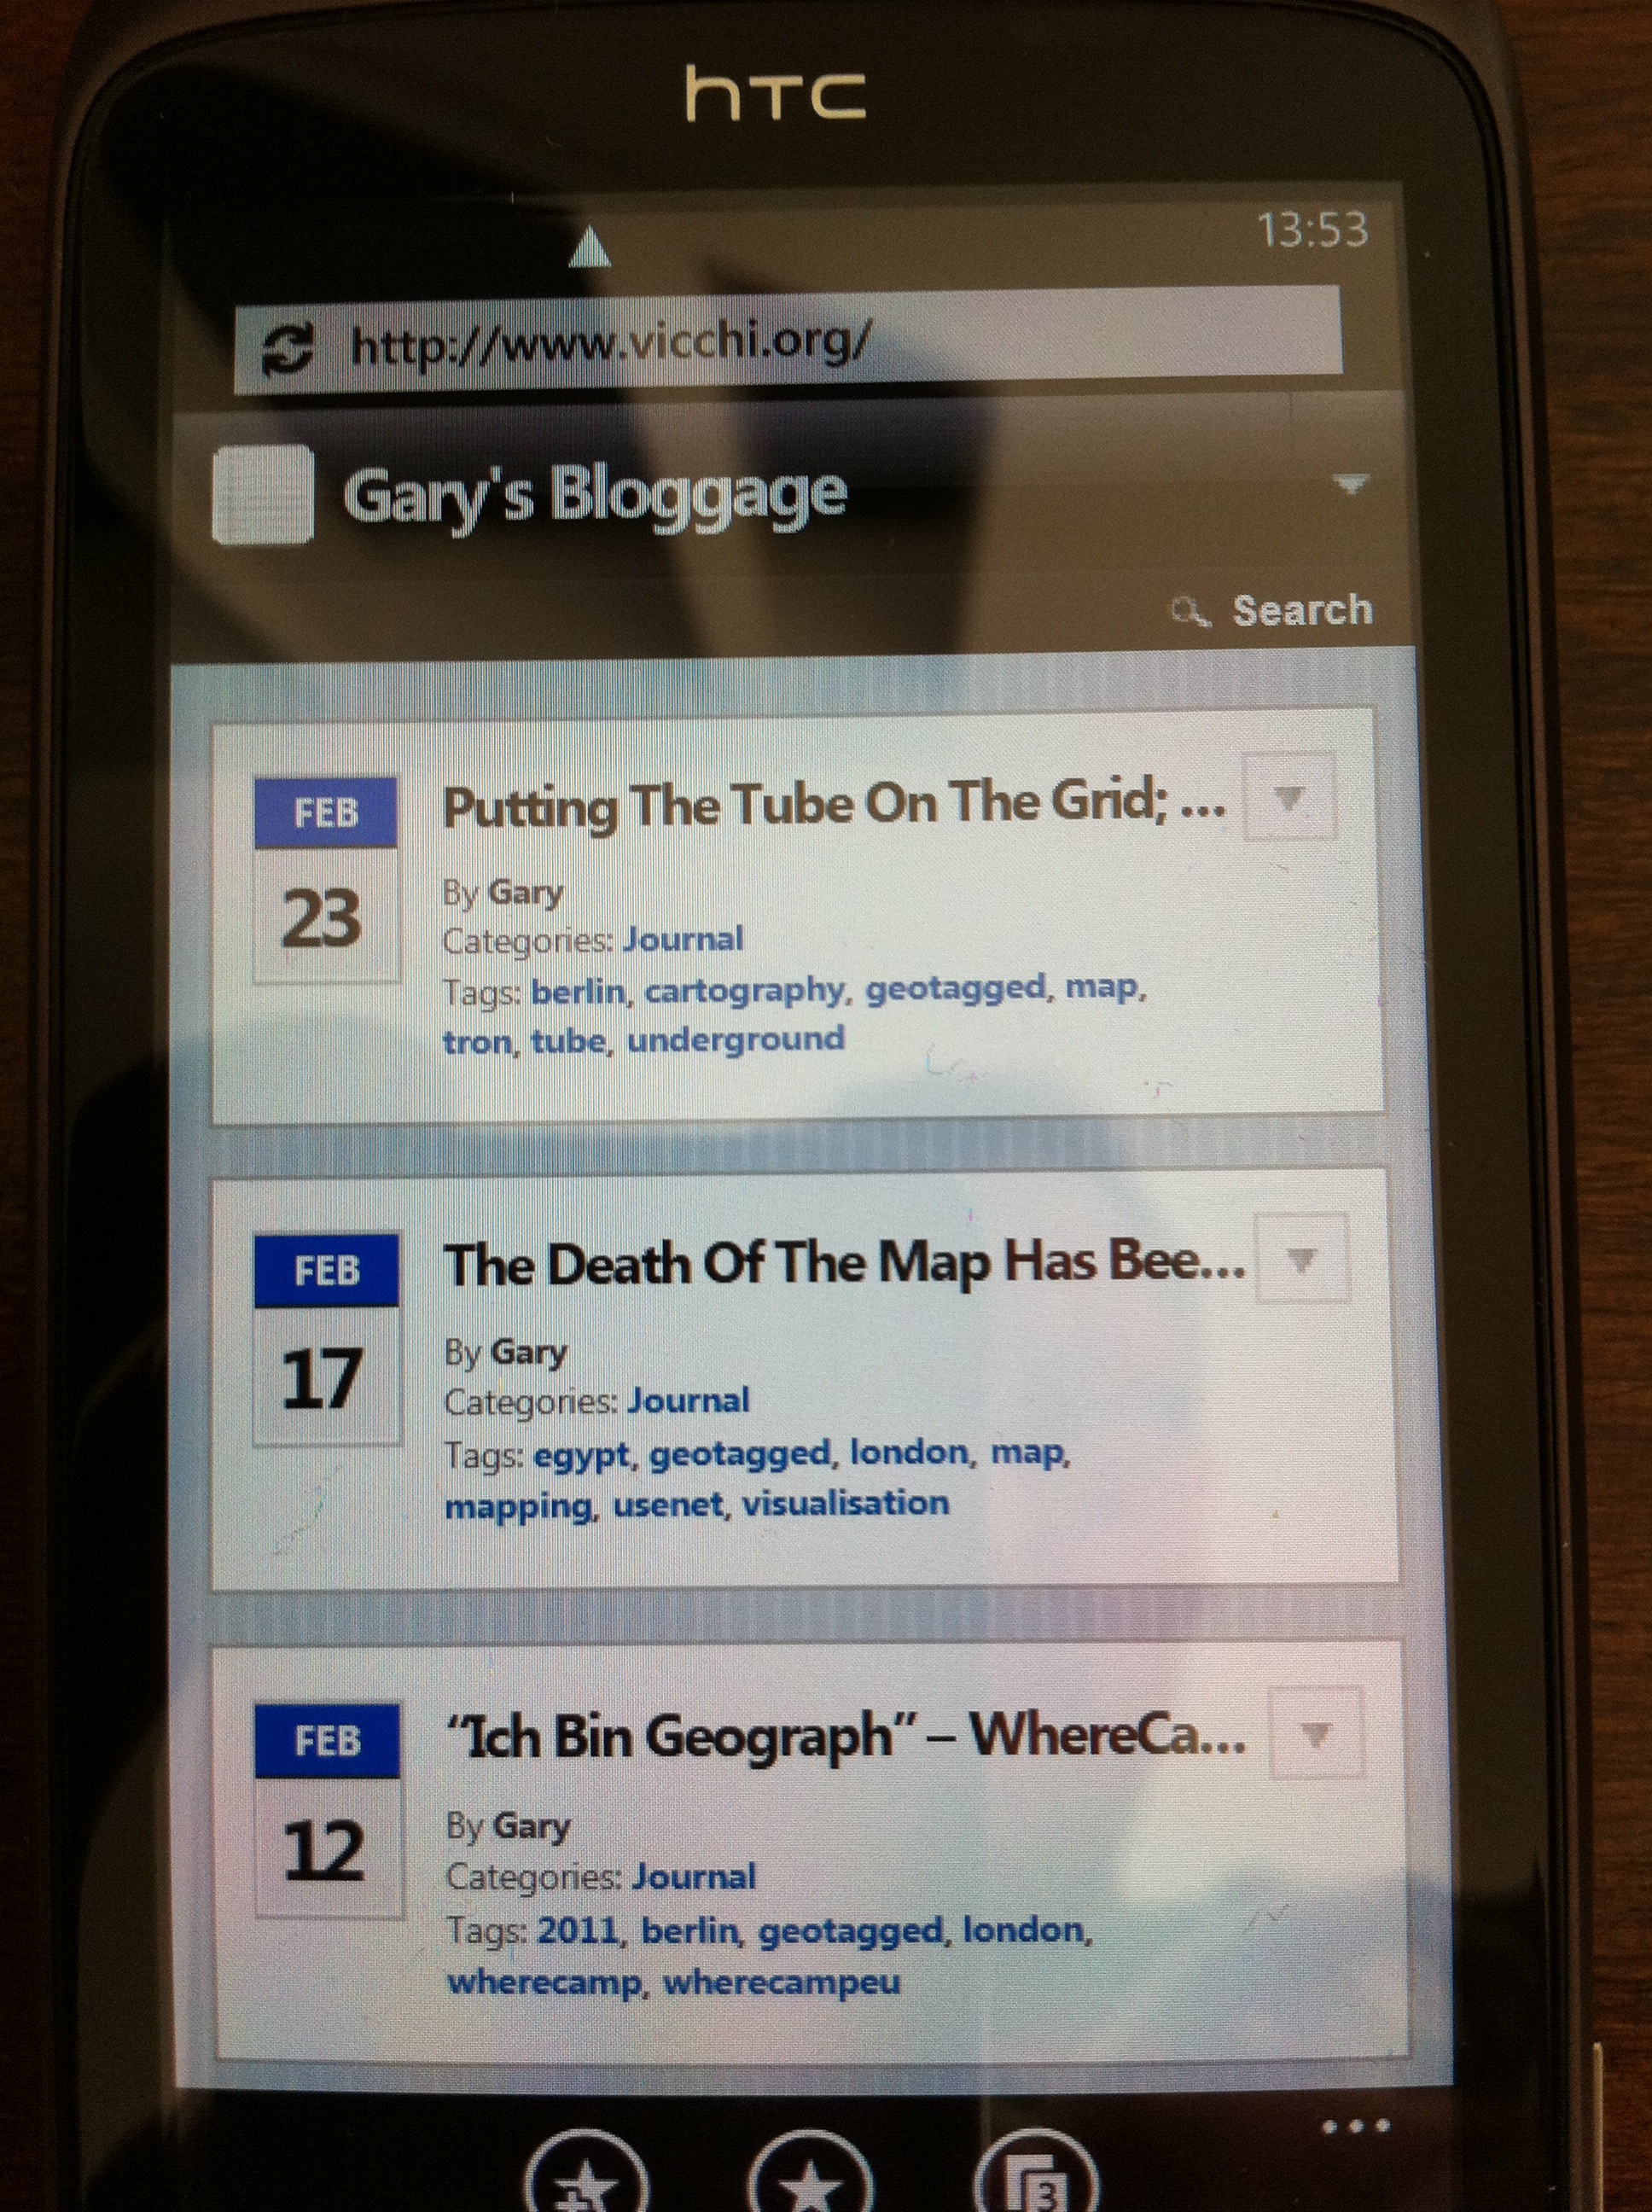 hTC
13:53
http://www.vicchi.org/
Gary's Bloggage
Search
FEB
23
Putting The Tube On The Grid; ...
By Gary
Categories: Journal
Tags: berlin, cartography, geotagged, map,
tron, tube, underground
FEB
17
The Death Of The Map Has Bee...
By Gary
Categories: Journal
Tags: egypt, geotagged, london, map,
mapping, usenet, visualisation
FEB
12
“Ich Bin Geograph” – WhereCa...
By Gary
Categories: Journal
Tags: 2011, berlin, geotagged, london,
wherecamp, wherecampeu
3